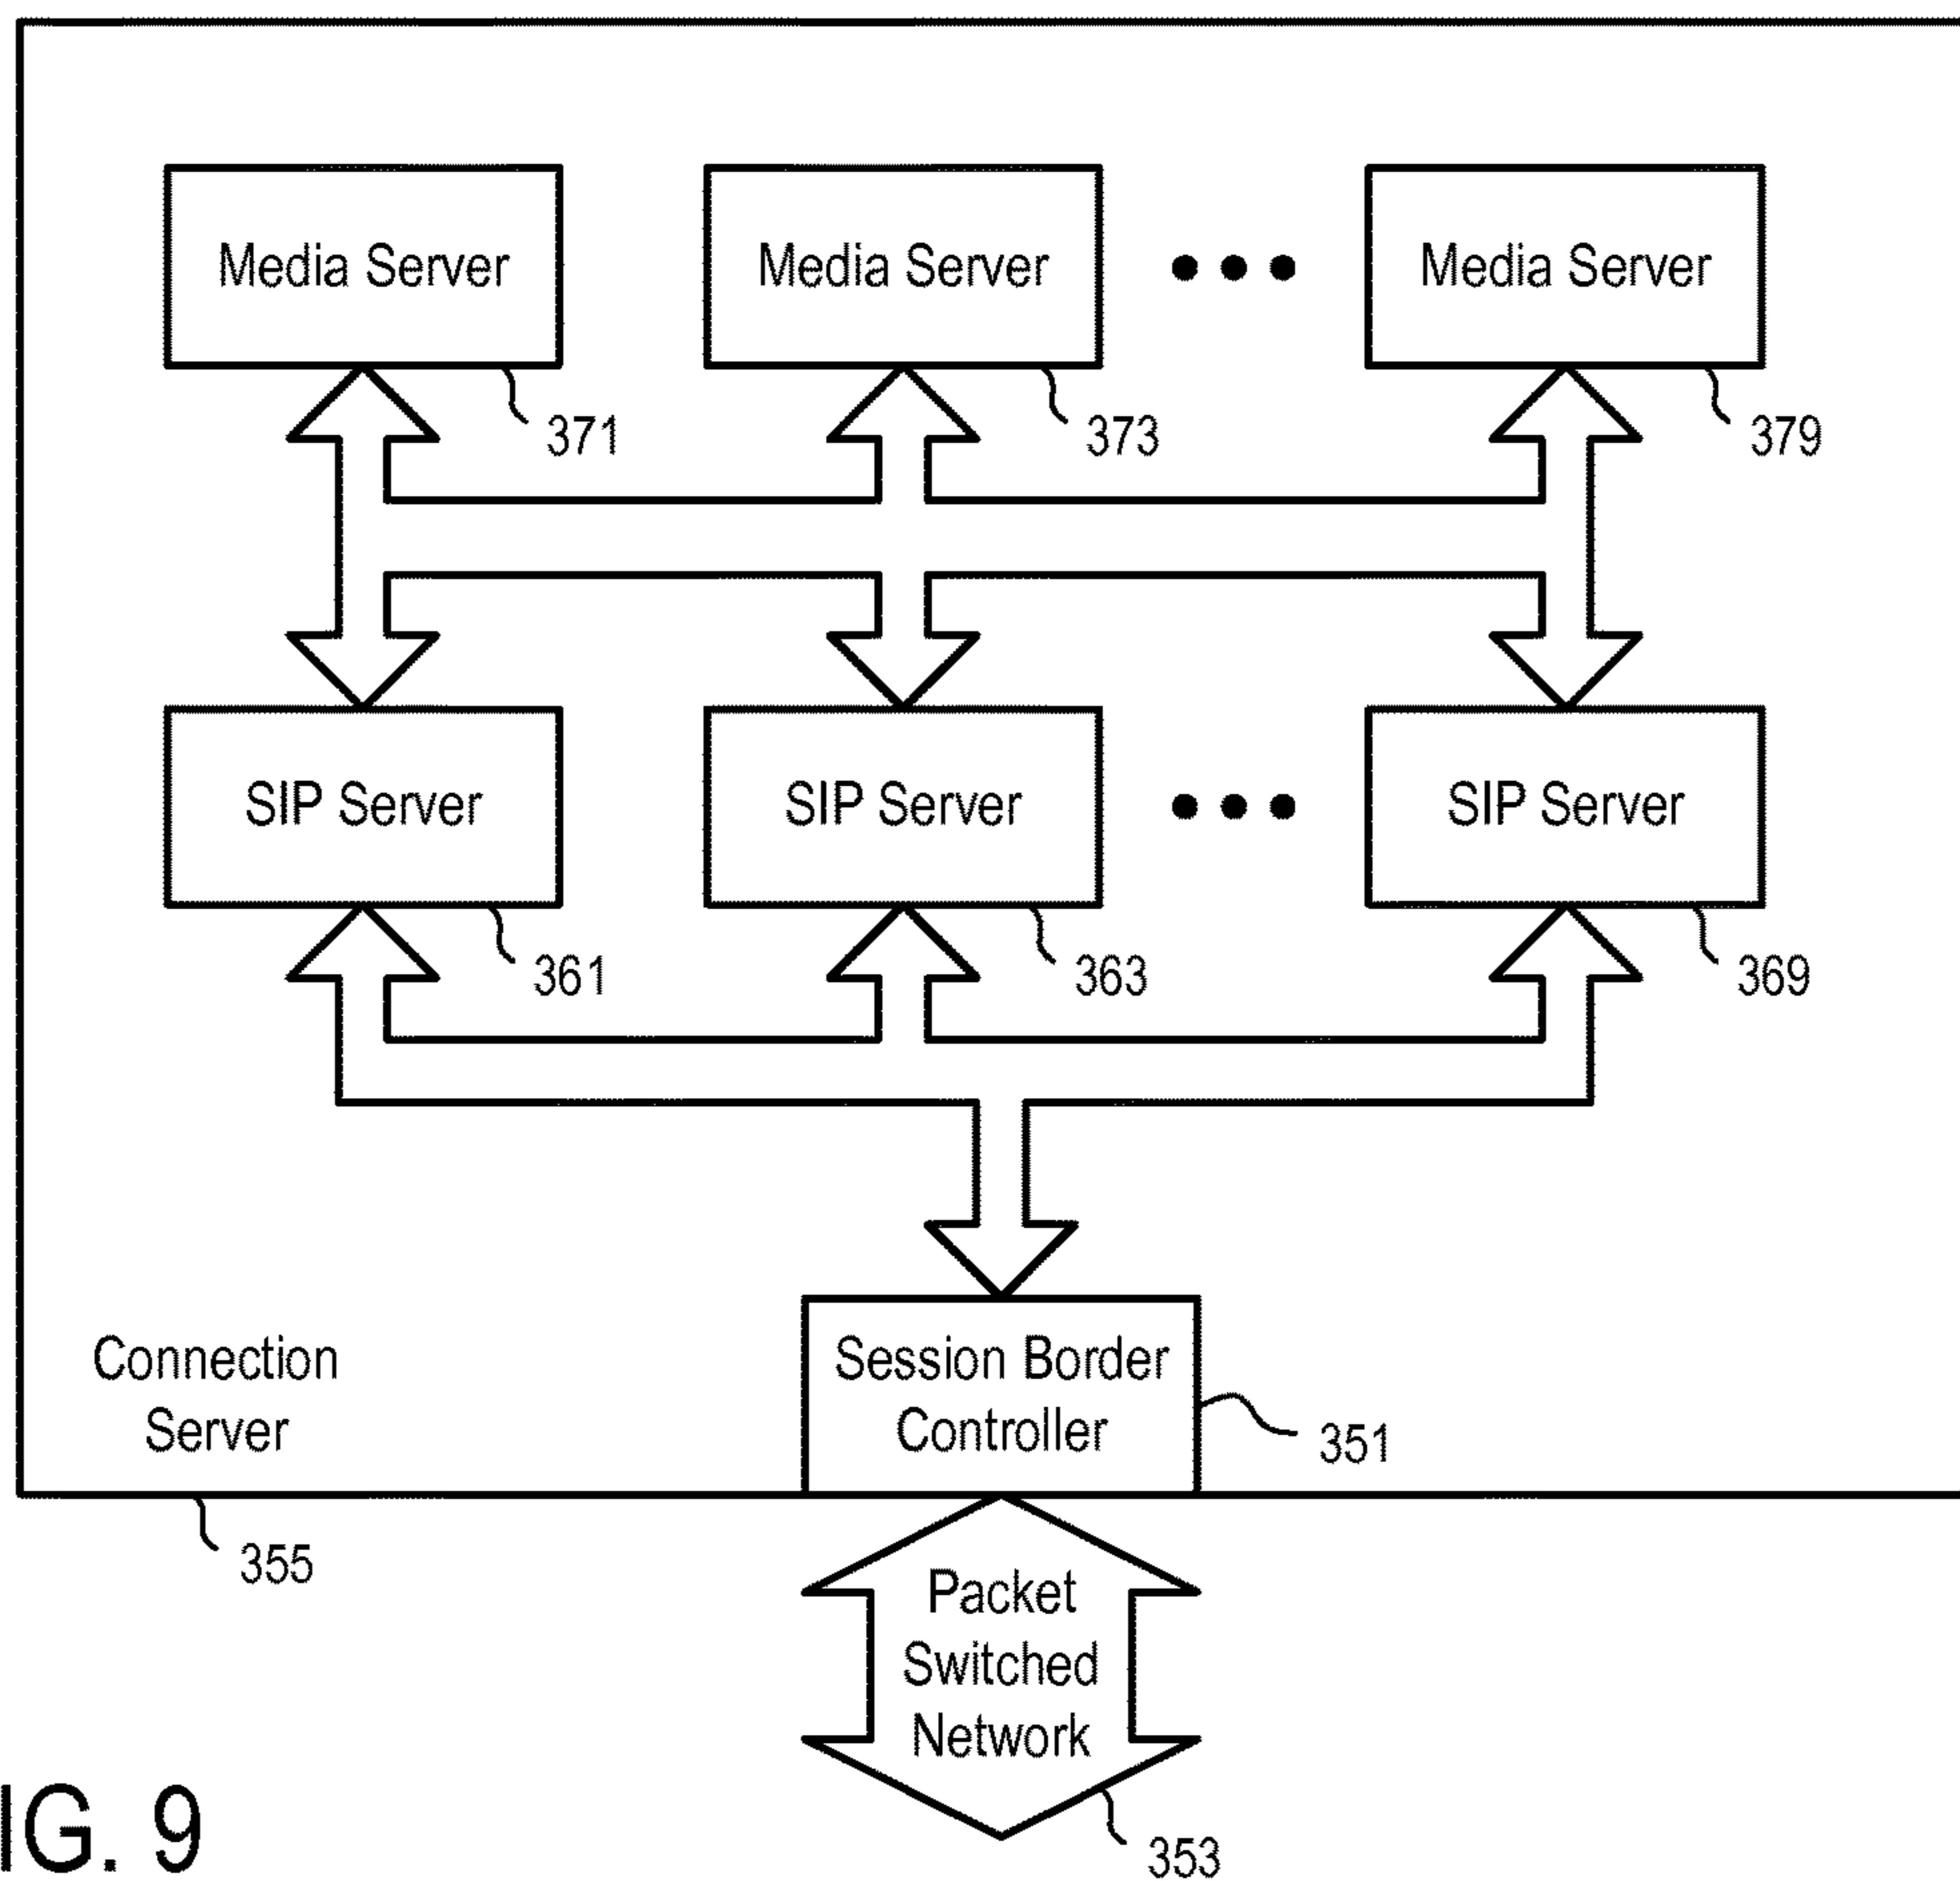 Media Server
Media Server
Media Server
371
373
379
SIP Server
SIP Server
SIP Server
361
363
369
Connection
Server
Session Border
Controller
351
355
Packet
Switched
Network
353
IG. 9